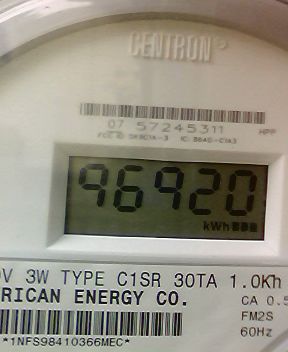 CENTRON®
07 57245311 HPP
96920
kWh
V 3W TYPE C1SR 30TA 1.0Kh
RICAN ENERGY CO.
CA 0.5
FM2S
60Hz
*1NFS98410366MEC*